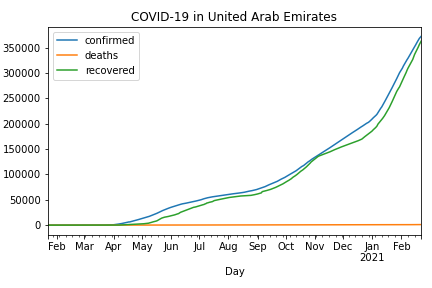 COVID-19 in United Arab Emirates
confirmed
deaths
recovered
350000
300000
250000
200000
150000
100000
50000
0
Feb Mar Apr May Jun Jul Aug Sep Oct Nov Dec Jan Feb
2021
Day